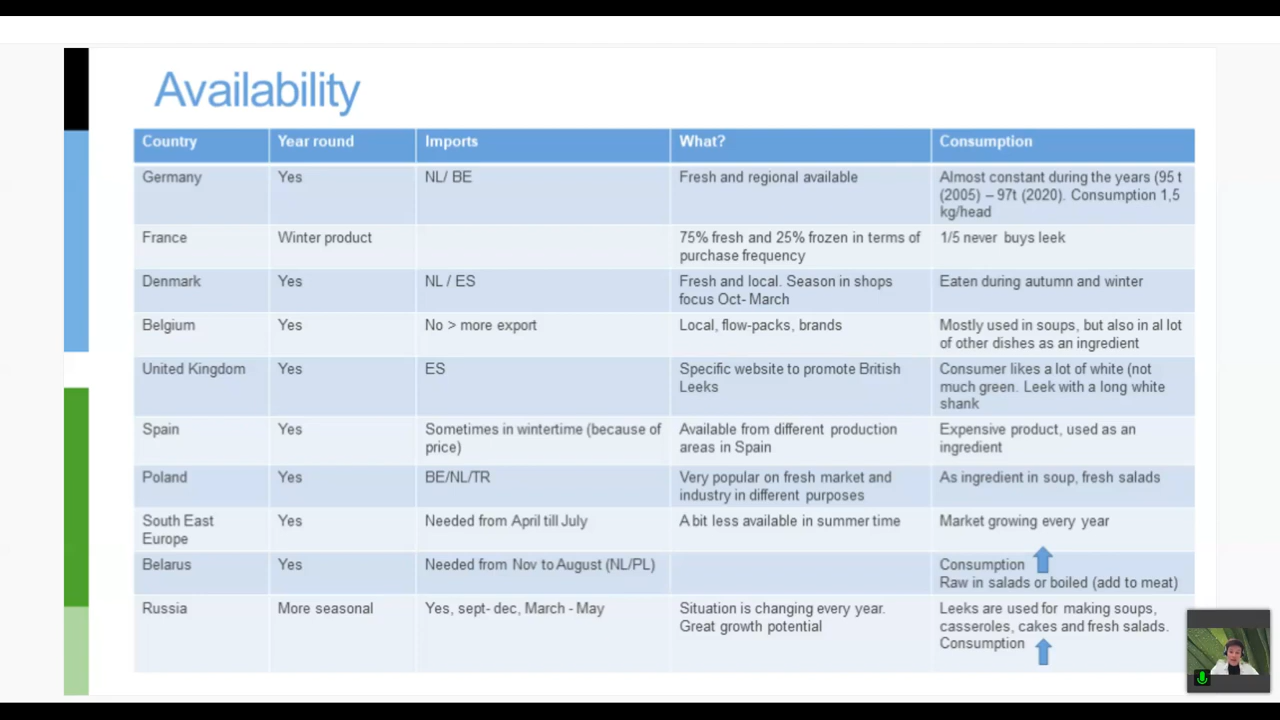 Availability
Country Year round Imports What? Consumption
Germany Yes NL/ BE Fresh and regional available Almost constant during the years (95 t
(2005) – 97t (2020). Consumption 1,5
kg/head
France Winter product 75% fresh and 25% frozen in terms of 1/5 never buys leek
purchase frequency
Denmark Yes NL / ES Fresh and local. Season in shops Eaten during autumn and winter
focus Oct- March
Belgium Yes No > more export Local, flow-packs, brands Mostly used in soups, but also in al lot
of other dishes as an ingredient
United Kingdom Yes ES Specific website to promote British Consumer likes a lot of white (not
Leeks much green. Leek with a long white
shank
Spain Yes Sometimes in wintertime (because of Available from different production Expensive product, used as an
price) areas in Spain ingredient
Poland Yes BE/NL/TR Very popular on fresh market and As ingredient in soup, fresh salads
industry in different purposes
South East Yes Needed from April till July A bit less available in summer time Market growing every year
Europe
Belarus Yes Needed from Nov to August (NL/PL) Consumption
Raw in salads or boiled (add to meat)
Russia More seasonal Yes, sept- dec, March - May Situation is changing every year. Leeks are used for making soups,
Great growth potential casseroles, cakes and fresh salads.
Consumption